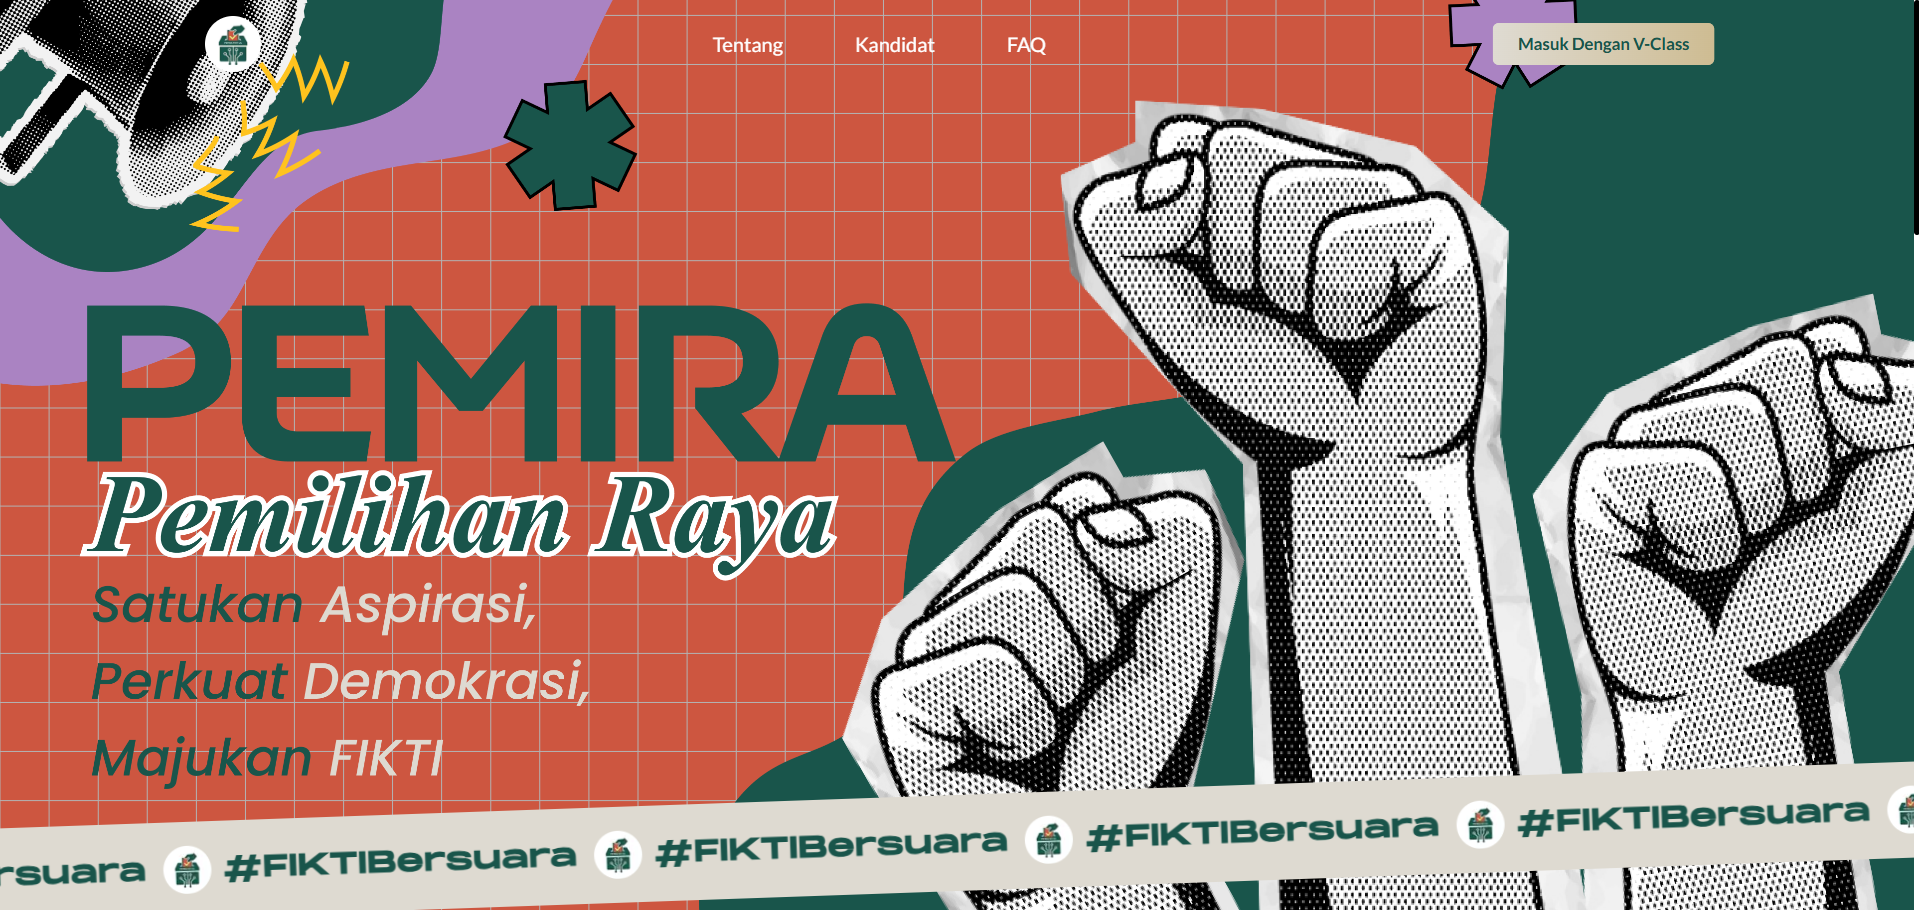 Tentang
Kandidat
FAQ
Masuk Dengan V-Class
PEMIRA
Pemilihan Raya
Satukan Aspirasi,
Perkuat Demokrasi,
Majukan FIKTI
rsuara #FIKTIBersuara #FIKTIBersuara #FIKTIBersuara #FIKTIBersuara